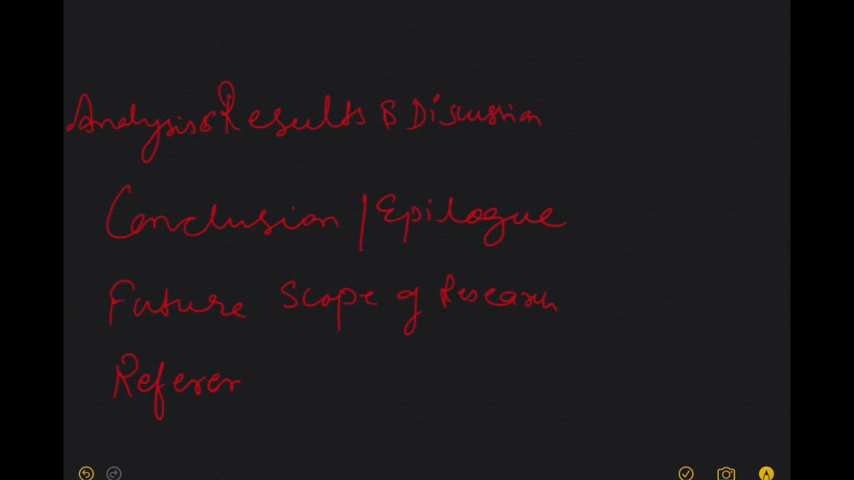 Analysis & Results & Discussion
Conclusion / Epilogue
Future Scope of Research
Referen